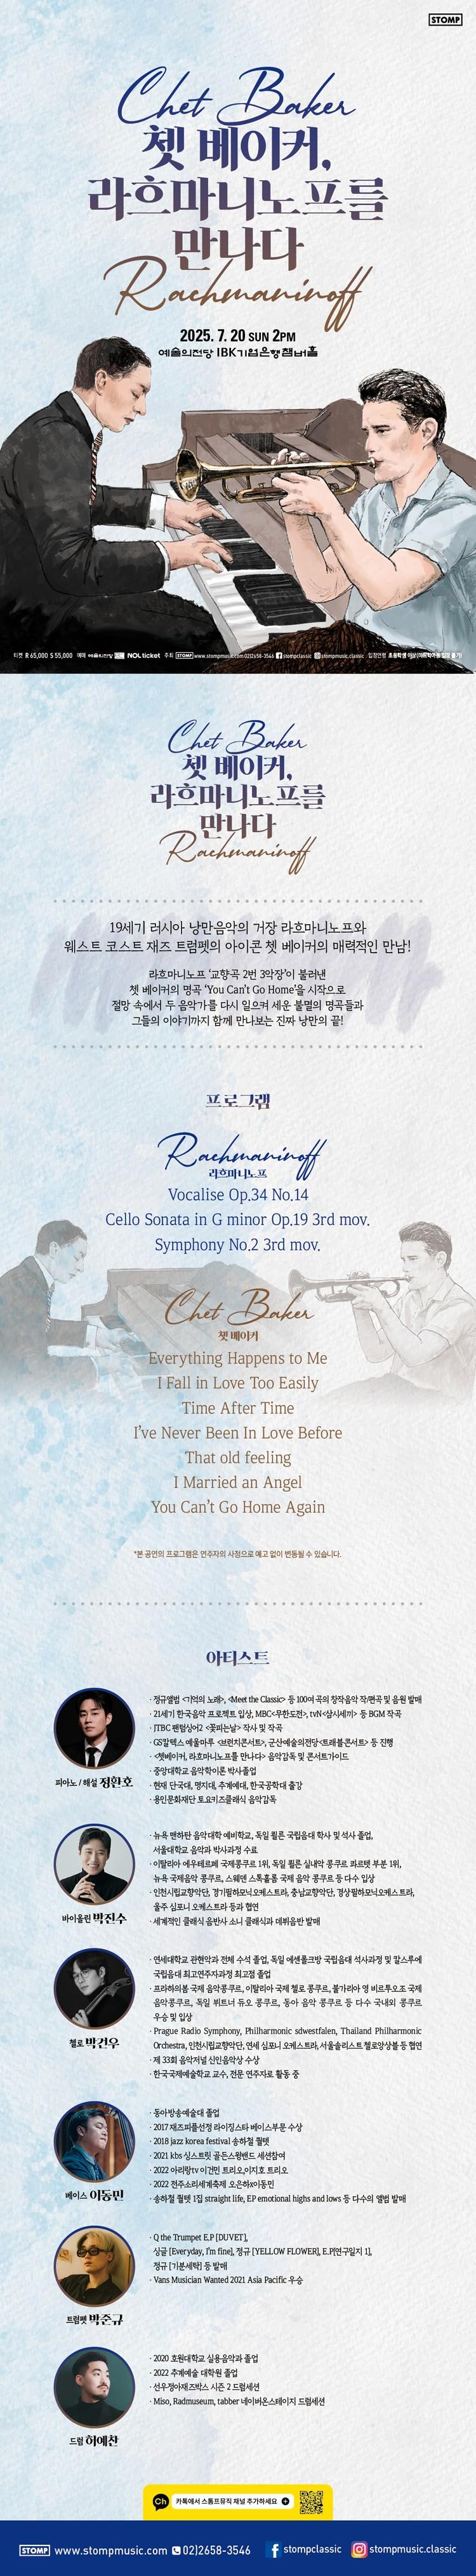 STOMP
Chet Baker
쳇 베이커,
라흐마니노프를
만나다
Rachmaninoff
2025. 7. 20 SUN 2PM
예술의전당 IBK기업은행챔버홀
티켓 R 65,000 S 55,000 예매 예술의전당 NOL ticket 주최 STOMP www.stompmusic.com 02)2658-3546 stompclassic stompmusic.classic 입장연령 초등학생 이상(미취학아동 입장 불가)
Chet Baker
쳇 베이커,
라흐마니노프를
만나다
Rachmaninoff
19세기 러시아 낭만음악의 거장 라흐마니노프와
웨스트 코스트 재즈 트럼펫의 아이콘 쳇 베이커의 매력적인 만남!
라흐마니노프 ‘교향곡 2번 3악장’이 불러낸
쳇 베이커의 명곡 ‘You Can’t Go Home’을 시작으로
절망 속에서 두 음악가를 다시 일으켜 세운 불멸의 명곡들과
그들의 이야기까지 함께 만나보는 진짜 낭만의 끝!
프로그램
Rachmaninoff
라흐마니노프
Vocalise Op.34 No.14
Cello Sonata in G minor Op.19 3rd mov.
Symphony No.2 3rd mov.
Chet Baker
쳇 베이커
Everything Happens to Me
I Fall in Love Too Easily
Time After Time
I’ve Never Been In Love Before
That old feeling
I Married an Angel
You Can’t Go Home Again
*본 공연의 프로그램은 연주자의 사정으로 예고 없이 변동될 수 있습니다.
아티스트
· 정규앨범 <기억의 노래>, <Meet the Classic> 등 100여 곡의 창작음악 작/편곡 및 음원 발매
· 21세기 한국음악 프로젝트 입상, MBC<무한도전>, tvN<삼시세끼> 등 BGM 작곡
· JTBC 팬텀싱어2 <꽃피는날> 작사 및 작곡
· GS칼텍스 예울마루 <브런치콘서트>, 군산예술의전당<트래블콘서트> 등 진행
· <쳇베이커, 라흐마니노프를 만나다> 음악감독 및 콘서트가이드
· 중앙대학교 음악학이론 박사졸업
· 현재 단국대, 명지대, 추계예대, 한국공학대 출강
· 용인문화재단 토요키즈클래식 음악감독
피아노 / 해설 정환호
· 뉴욕 맨하탄 음악대학 예비학교, 독일 쾰른 국립음대 학사 및 석사 졸업,
서울대학교 음악과 박사과정 수료
· 이탈리아 에우테르페 국제콩쿠르 1위, 독일 쾰른 실내악 콩쿠르 콰르텟 부분 1위,
뉴욕 국제음악 콩쿠르, 스웨덴 스톡홀롬 국제 음악 콩쿠르 등 다수 입상
· 인천시립교향악단, 경기필하모닉오케스트라, 충남교향악단, 경상필하모닉오케스트라,
울주 심포니 오케스트라 등과 협연
· 세계적인 클래식 음반사 소니 클래식과 데뷔음반 발매
바이올린 박진수
· 연세대학교 관현악과 전체 수석 졸업, 독일 에센폴크방 국립음대 석사과정 및 칼스루에
국립음대 최고연주자과정 최고점 졸업
· 프라하의봄 국제 음악콩쿠르, 이탈리아 국제 첼로 콩쿠르, 불가리아 영 비르투오조 국제
음악콩쿠르, 독일 뷔트너 듀오 콩쿠르, 동아 음악 콩쿠르 등 다수 국내외 콩쿠르
우승 및 입상
· Prague Radio Symphony, Philharmonic sdwestfalen, Thailand Philharmonic
Orchestra, 인천시립교향악단, 연세 심포니 오케스트라, 서울솔리스트 첼로앙상블 등 협연
· 제 33회 음악저널 신인음악상 수상
· 한국국제예술학교 교수, 전문 연주자로 활동 중
첼로 박건우
· 동아방송예술대 졸업
· 2017 재즈피플선정 라이징스타 베이스부문 수상
· 2018 jazz korea festival 송하철 퀄텟
· 2021 kbs 싱스트릿 골든스윙밴드 세션참여
· 2022 아리랑tv 이건민 트리오,이지호 트리오
· 2022 전주소리세계축제 오은하x이동민
· 송하철 퀄텟 1집 straight life, EP emotional highs and lows 등 다수의 앨범 발매
베이스 이동민
· Q the Trumpet E.P [DUVET],
싱글 [Everyday, I’m fine], 정규 [YELLOW FLOWER], E.P[연구일지 1],
정규 [기분세탁] 등 발매
· Vans Musician Wanted 2021 Asia Pacific 우승
트럼펫 박준규
· 2020 호원대학교 실용음악과 졸업
· 2022 추계예술 대학원 졸업
· 선우정아재즈박스 시즌 2 드럼세션
· Miso, Radmuseum, tabber 네이버온스테이지 드럼세션
드럼 허예찬
Ch 카톡에서 스톰프뮤직 채널 추가하세요
STOMP www.stompmusic.com 02)2658-3546 stompclassic stompmusic.classic